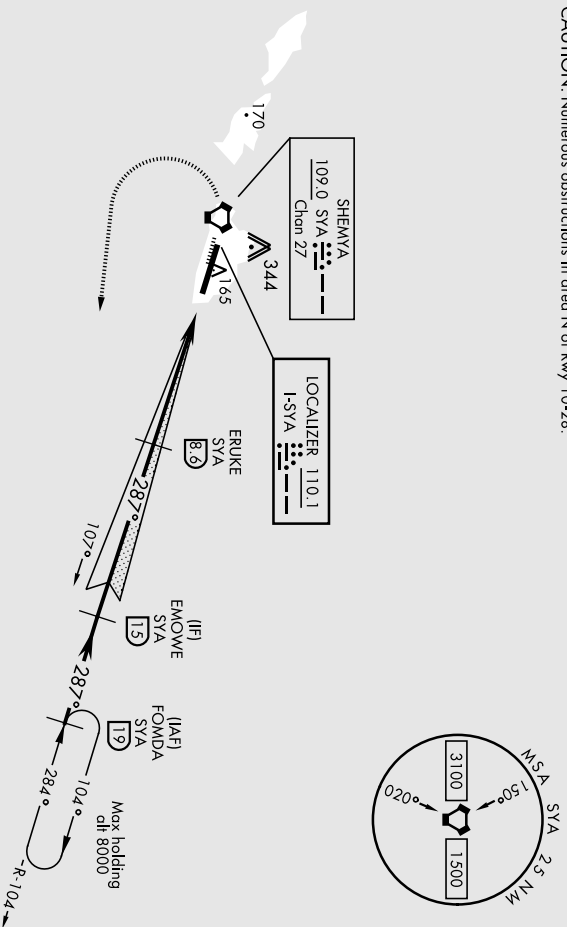 CAUTION: Numerous obstructions in area N of Rwy 10-28.
SHEMYA
109.0 SYA
Chan 27
LOCALIZER 110.1
I-SYA
170
344
165
ERUKE
SYA
8.6
287°
107°
(IF)
EMOWE
SYA
15
287°
(IAF)
FOMDA
SYA
19
104°
284°
Max holding
alt 8000
R-104
MSA SYA 25 NM
150°
3100
1500
020°